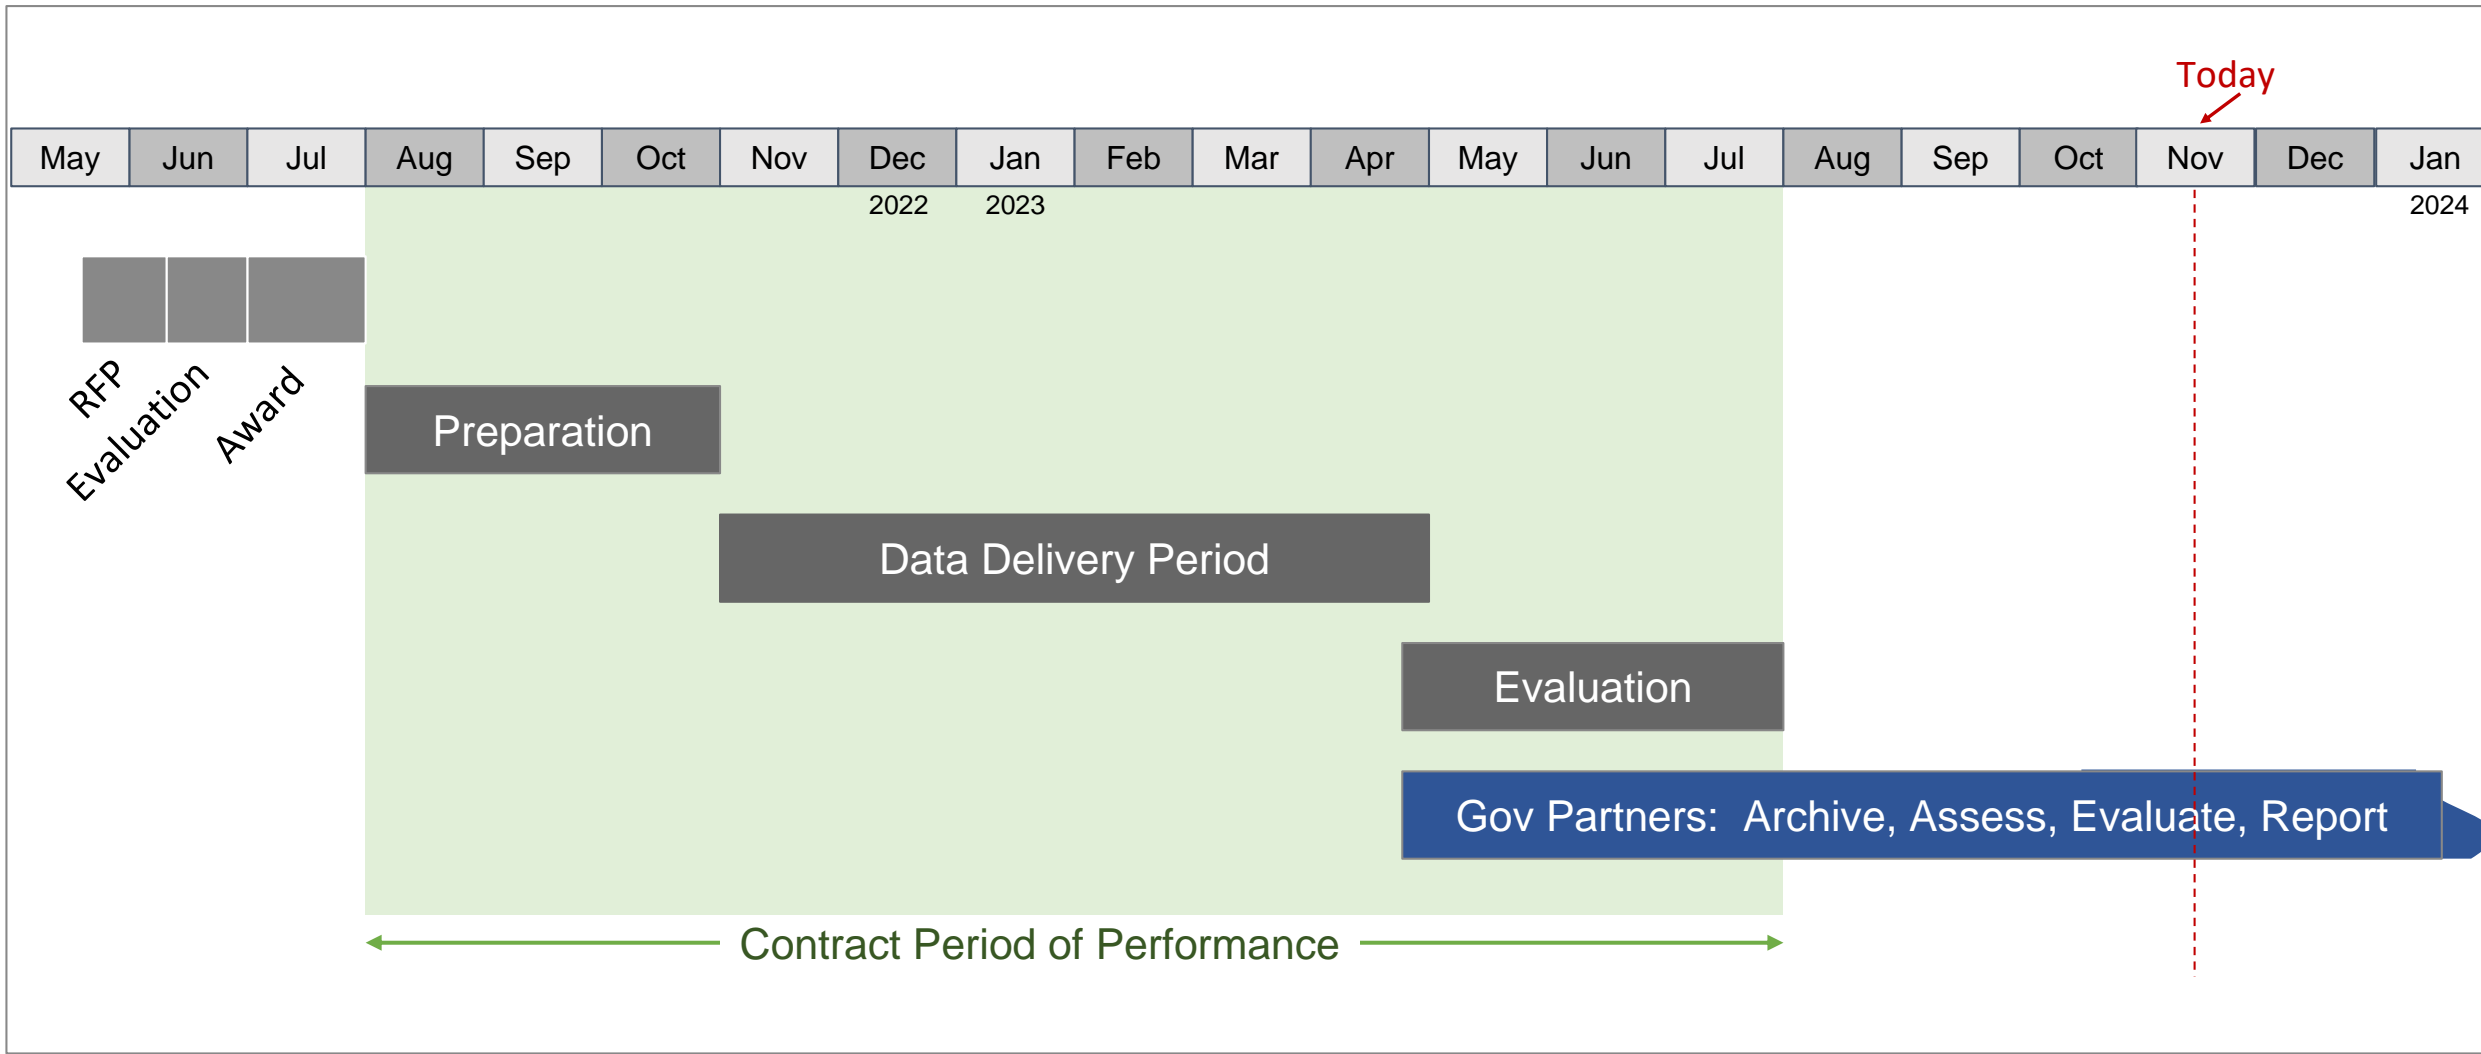 Today
May Jun Jul Aug Sep Oct Nov Dec Jan Feb Mar Apr May Jun Jul Aug Sep Oct Nov Dec Jan
2022 2023 2024
RFP
Evaluation
Award
Preparation
Data Delivery Period
Evaluation
Gov Partners: Archive, Assess, Evaluate, Report
Contract Period of Performance